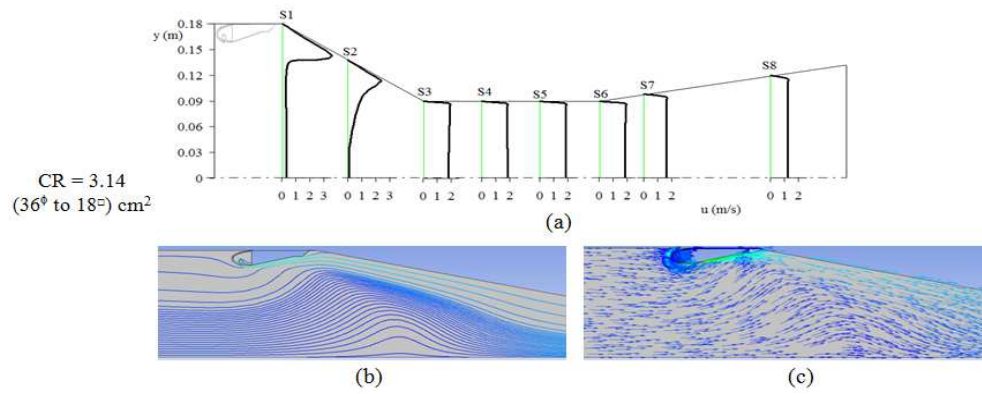 S1
0.18
y (m)
S2
S8
0.15
0.12
S3 S4 S5 S6 S7
0.09
0.06
0.03
0
0 1 2 3 0 1 2 3 0 1 2 0 1 2 0 1 2 0 1 2 0 1 2 0 1 2
u (m/s)
(a)
CR = 3.14
(36ᶲ to 18⁼) cm²
(b) (c)